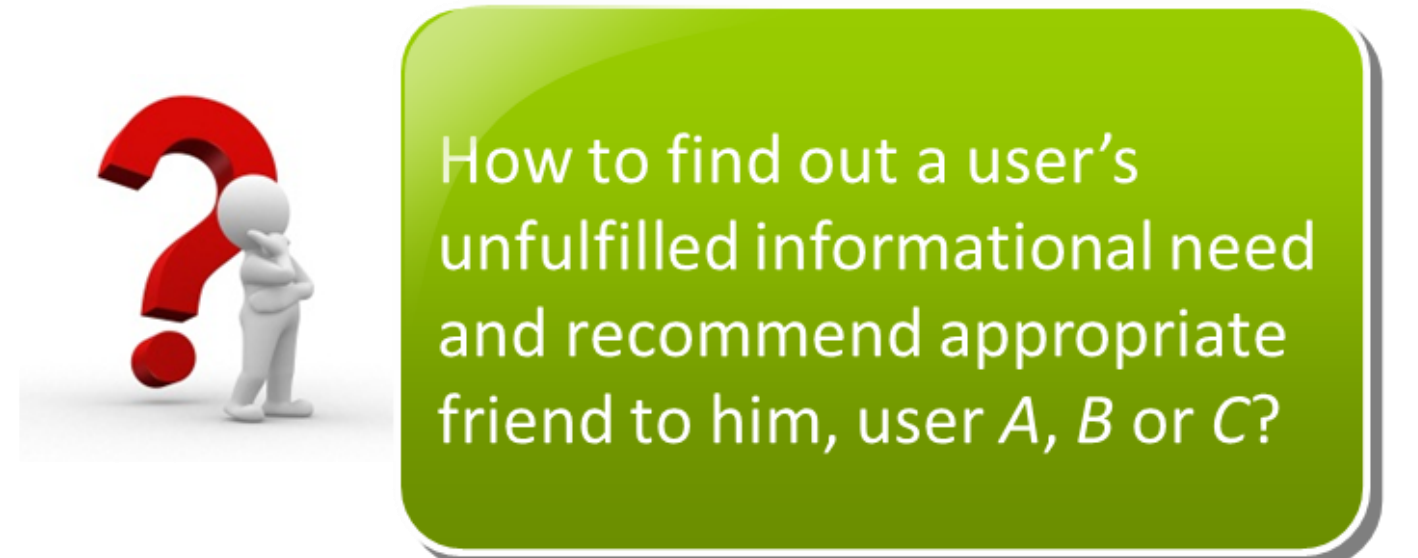 How to find out a user’s
unfulfilled informational need
and recommend appropriate
friend to him, user A, B or C?